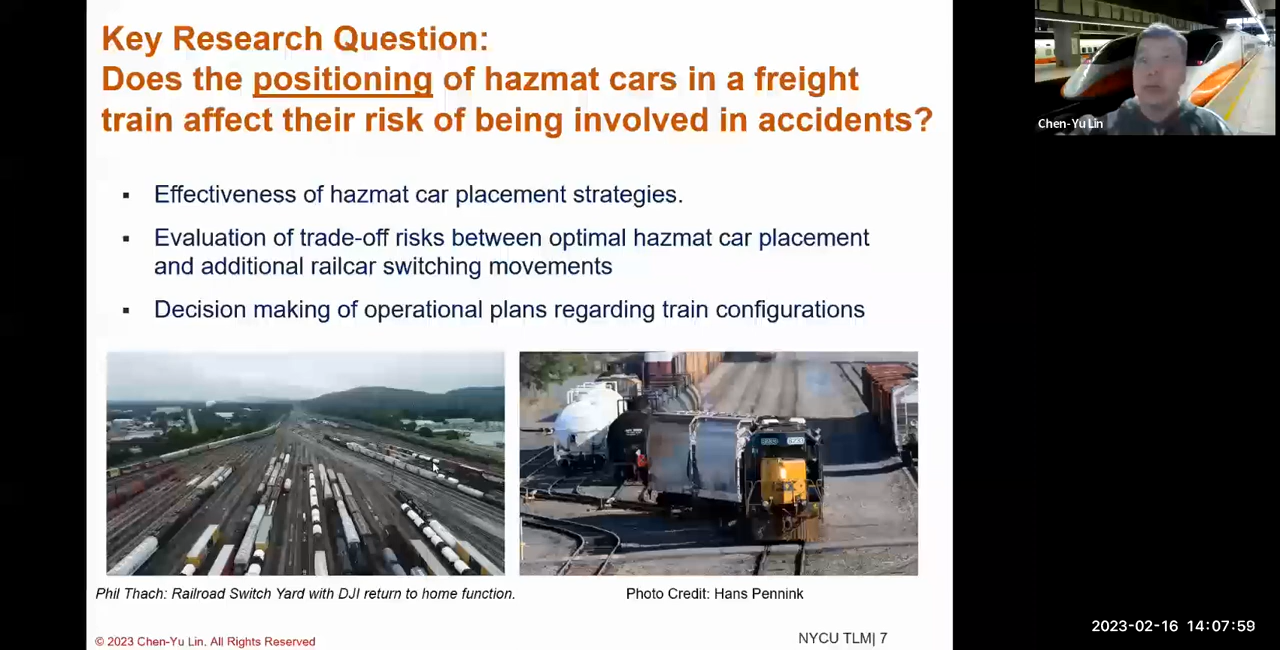 Key Research Question:
Does the positioning of hazmat cars in a freight
train affect their risk of being involved in accidents?
▪ Effectiveness of hazmat car placement strategies.
▪ Evaluation of trade-off risks between optimal hazmat car placement
and additional railcar switching movements
▪ Decision making of operational plans regarding train configurations
Phil Thach: Railroad Switch Yard with DJI return to home function.
Photo Credit: Hans Pennink
© 2023 Chen-Yu Lin. All Rights Reserved
NYCU TLM| 7
Chen-Yu Lin
2023-02-16 14:07:59